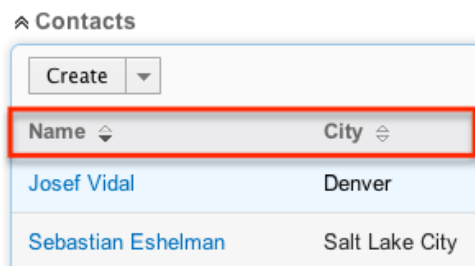 Contacts
Create
Name City
Josef Vidal Denver
Sebastian Eshelman Salt Lake City